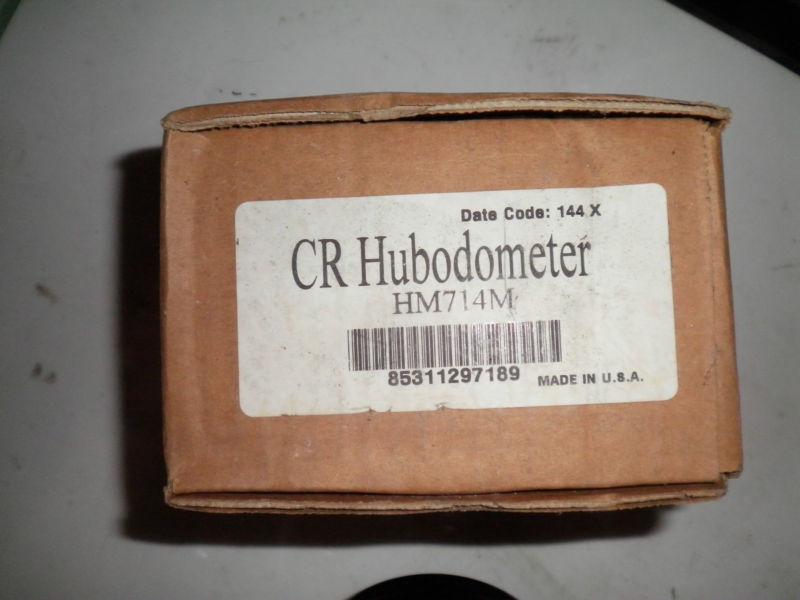 Date Code: 144 X
CR Hubodometer
HM714M
85311297189
MADE IN U.S.A.